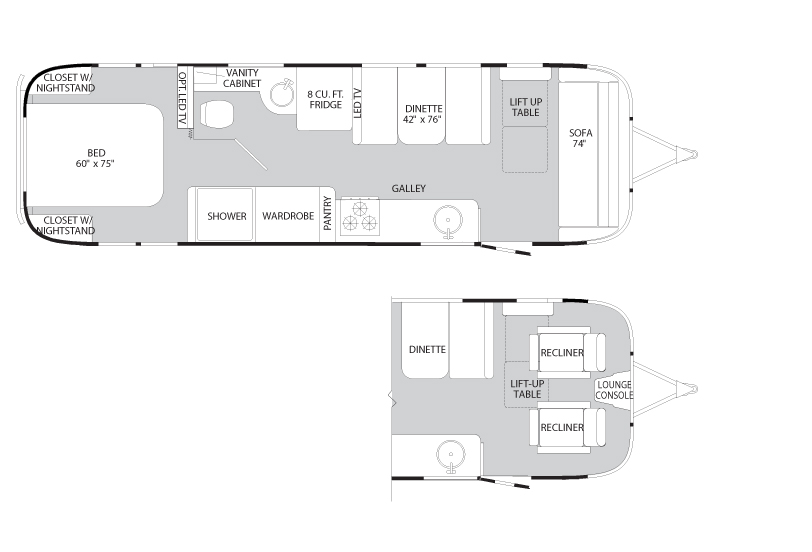 CLOSET W/
NIGHTSTAND
OPT. LED TV
VANITY
CABINET
8 CU. FT.
FRIDGE
LED TV
DINETTE
42" x 76"
LIFT UP
TABLE
SOFA
74"
BED
60" x 75"
GALLEY
CLOSET W/
NIGHTSTAND
SHOWER
WARDROBE
PANTRY
DINETTE
RECLINER
LIFT-UP
TABLE
LOUNGE
CONSOLE
RECLINER